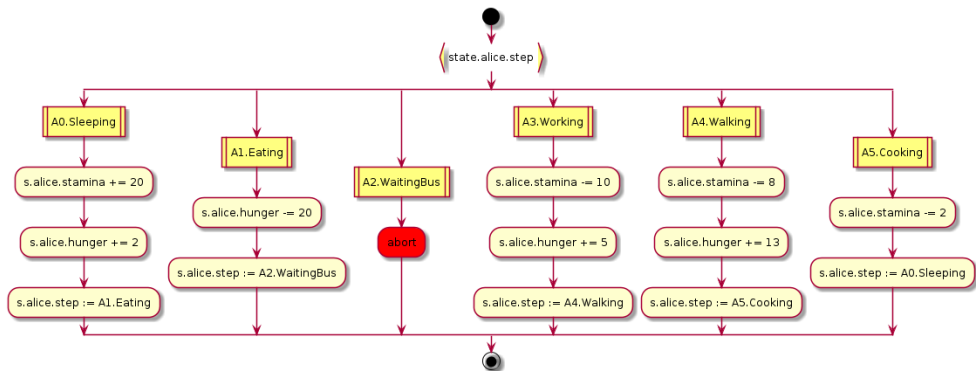 state.alice.step
A0.Sleeping
s.alice.stamina += 20
s.alice.hunger += 2
s.alice.step := A1.Eating
A1.Eating
s.alice.hunger -= 20
s.alice.step := A2.WaitingBus
A2.WaitingBus
abort
A3.Working
s.alice.stamina -= 10
s.alice.hunger += 5
s.alice.step := A4.Walking
A4.Walking
s.alice.stamina -= 8
s.alice.hunger += 13
s.alice.step := A5.Cooking
A5.Cooking
s.alice.stamina -= 2
s.alice.step := A0.Sleeping